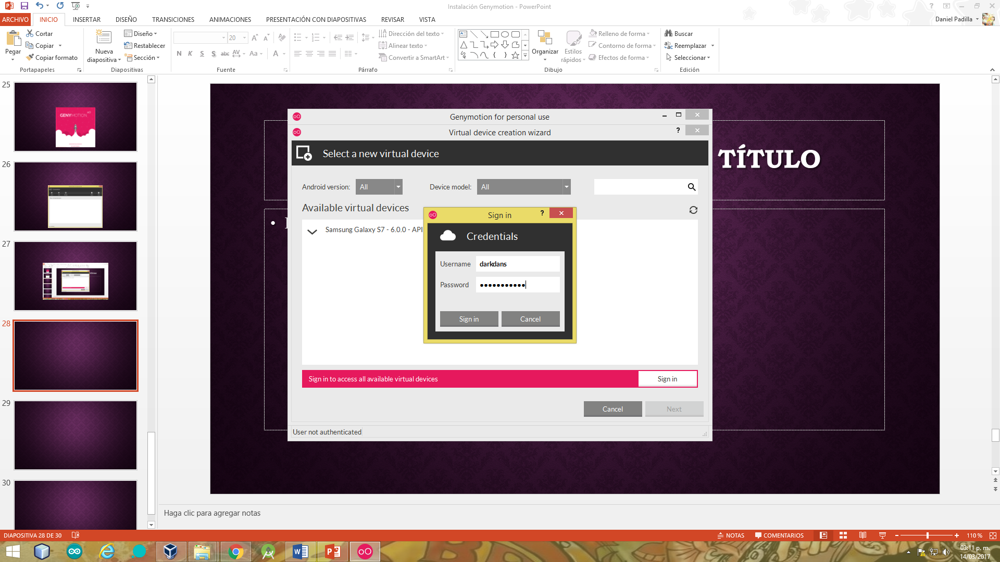 Instalación Genymotion - PowerPoint
ARCHIVO INICIO INSERTAR DISEÑO TRANSICIONES ANIMACIONES PRESENTACIÓN CON DIAPOSITIVAS REVISAR VISTA Daniel Padilla
Pegar
Cortar
Copiar
Copiar formato
Portapapeles
Nueva diapositiva
Diseño
Restablecer
Sección
Diapositivas
20
N K S S abc AV Aa A
Fuente
Dirección del texto
Alinear texto
Convertir a SmartArt
Párrafo
Organizar
Estilos rápidos
Relleno de forma
Contorno de forma
Efectos de forma
Dibujo
Buscar
Reemplazar
Seleccionar
Edición
25
GENYMOTION
26
27
28
29
30
TÍTULO
Genymotion for personal use
Virtual device creation wizard
Select a new virtual device
Android version: All Device model: All
Available virtual devices
Samsung Galaxy S7 - 6.0.0 - API
Sign in
Credentials
Username darkdans
Password •••••••••••
Sign in Cancel
Sign in to access all available virtual devices Sign in
Cancel Next
User not authenticated
Haga clic para agregar notas
DIAPOSITIVA 28 DE 30 NOTAS COMENTARIOS 110 %
03:11 p. m.
14/03/2017